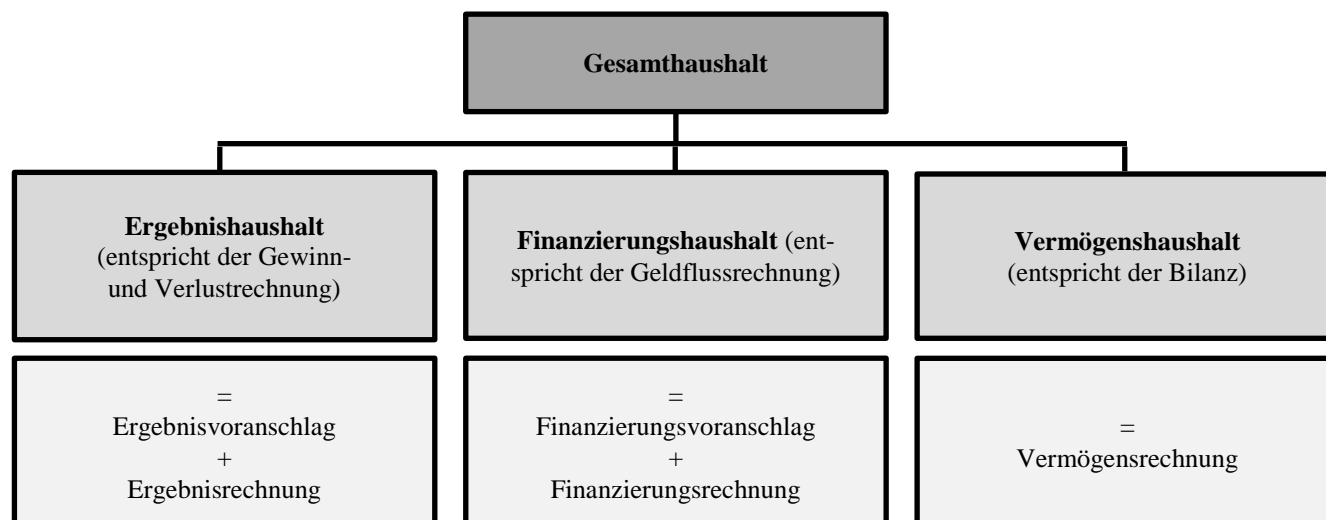 Gesamthaushalt
Ergebnishaushalt
(entspricht der Gewinn-
und Verlustrechnung)
Finanzierungshaushalt (ent-
spricht der Geldflussrechnung)
Vermögenshaushalt
(entspricht der Bilanz)
=
Ergebnisvoranschlag
+
Ergebnisrechnung
=
Finanzierungsvoranschlag
+
Finanzierungsrechnung
=
Vermögensrechnung